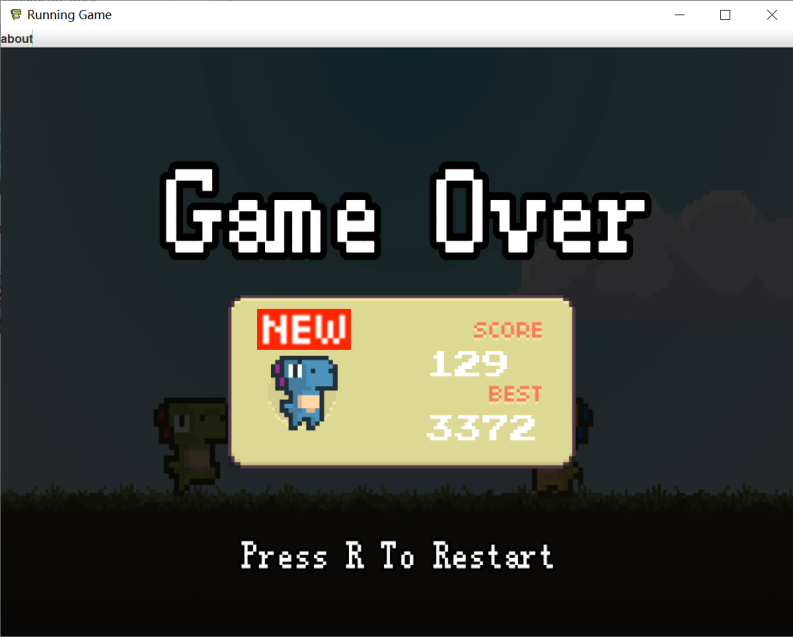 Running Game
about
Game Over
NEW
SCORE
129
BEST
3372
Press R To Restart